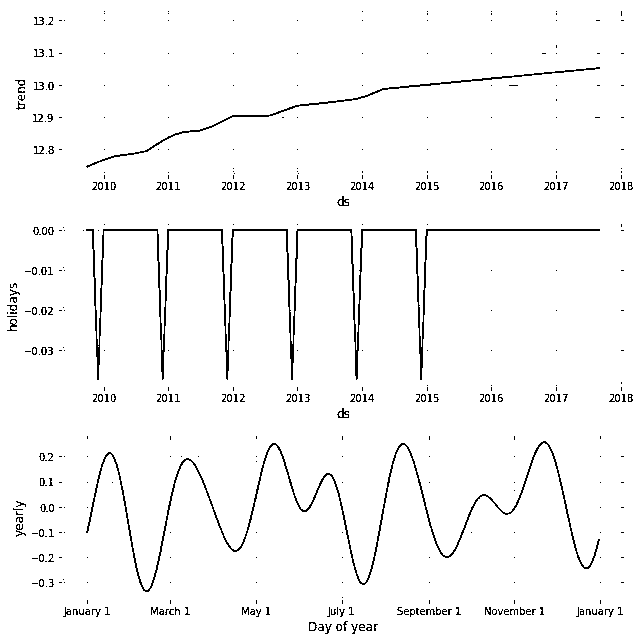 13.2
13.1
13.0
12.9
12.8
trend
2010 2011 2012 2013 2014 2015 2016 2017 2018
ds
0.00
−0.01
−0.02
−0.03
holidays
2010 2011 2012 2013 2014 2015 2016 2017 2018
ds
0.2
0.1
0.0
−0.1
−0.2
−0.3
yearly
January 1 March 1 May 1 July 1 September 1 November 1 January 1
Day of year